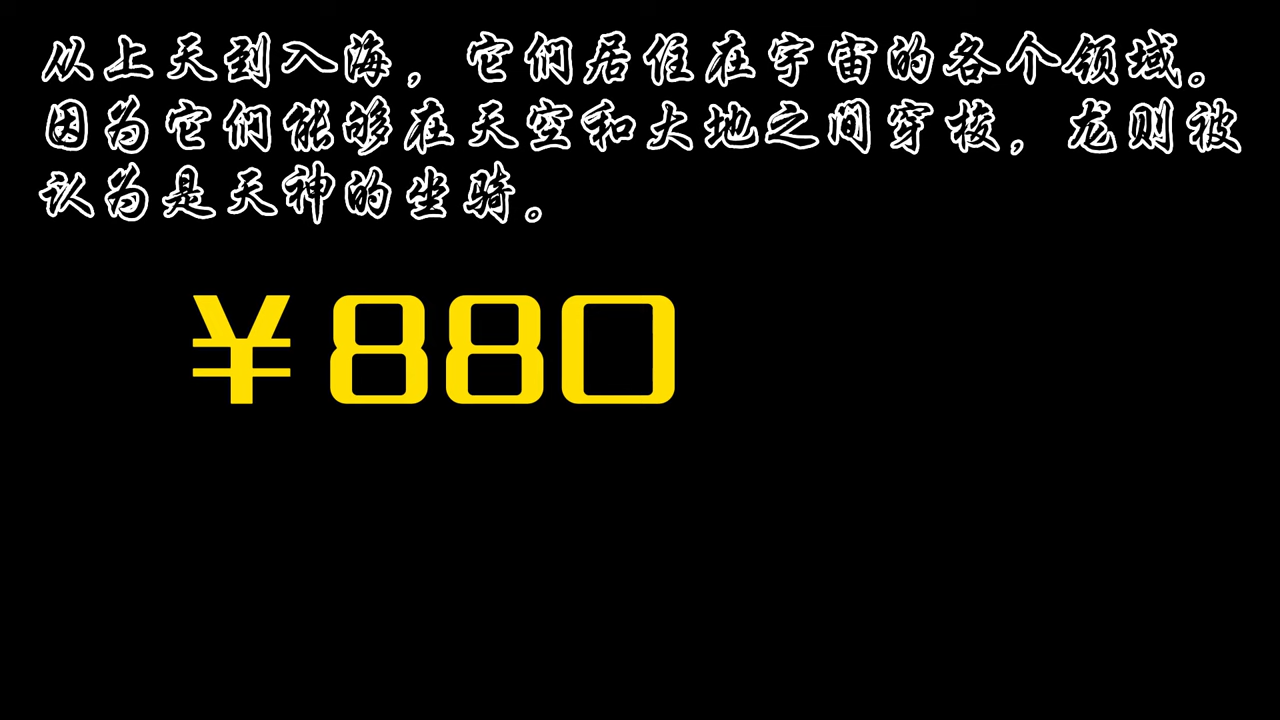 从上天到入海，它们居住在宇宙的各个领域。
因为它们能够在天空和大地之间穿梭，龙则被
认为是天神的坐骑。
￥880